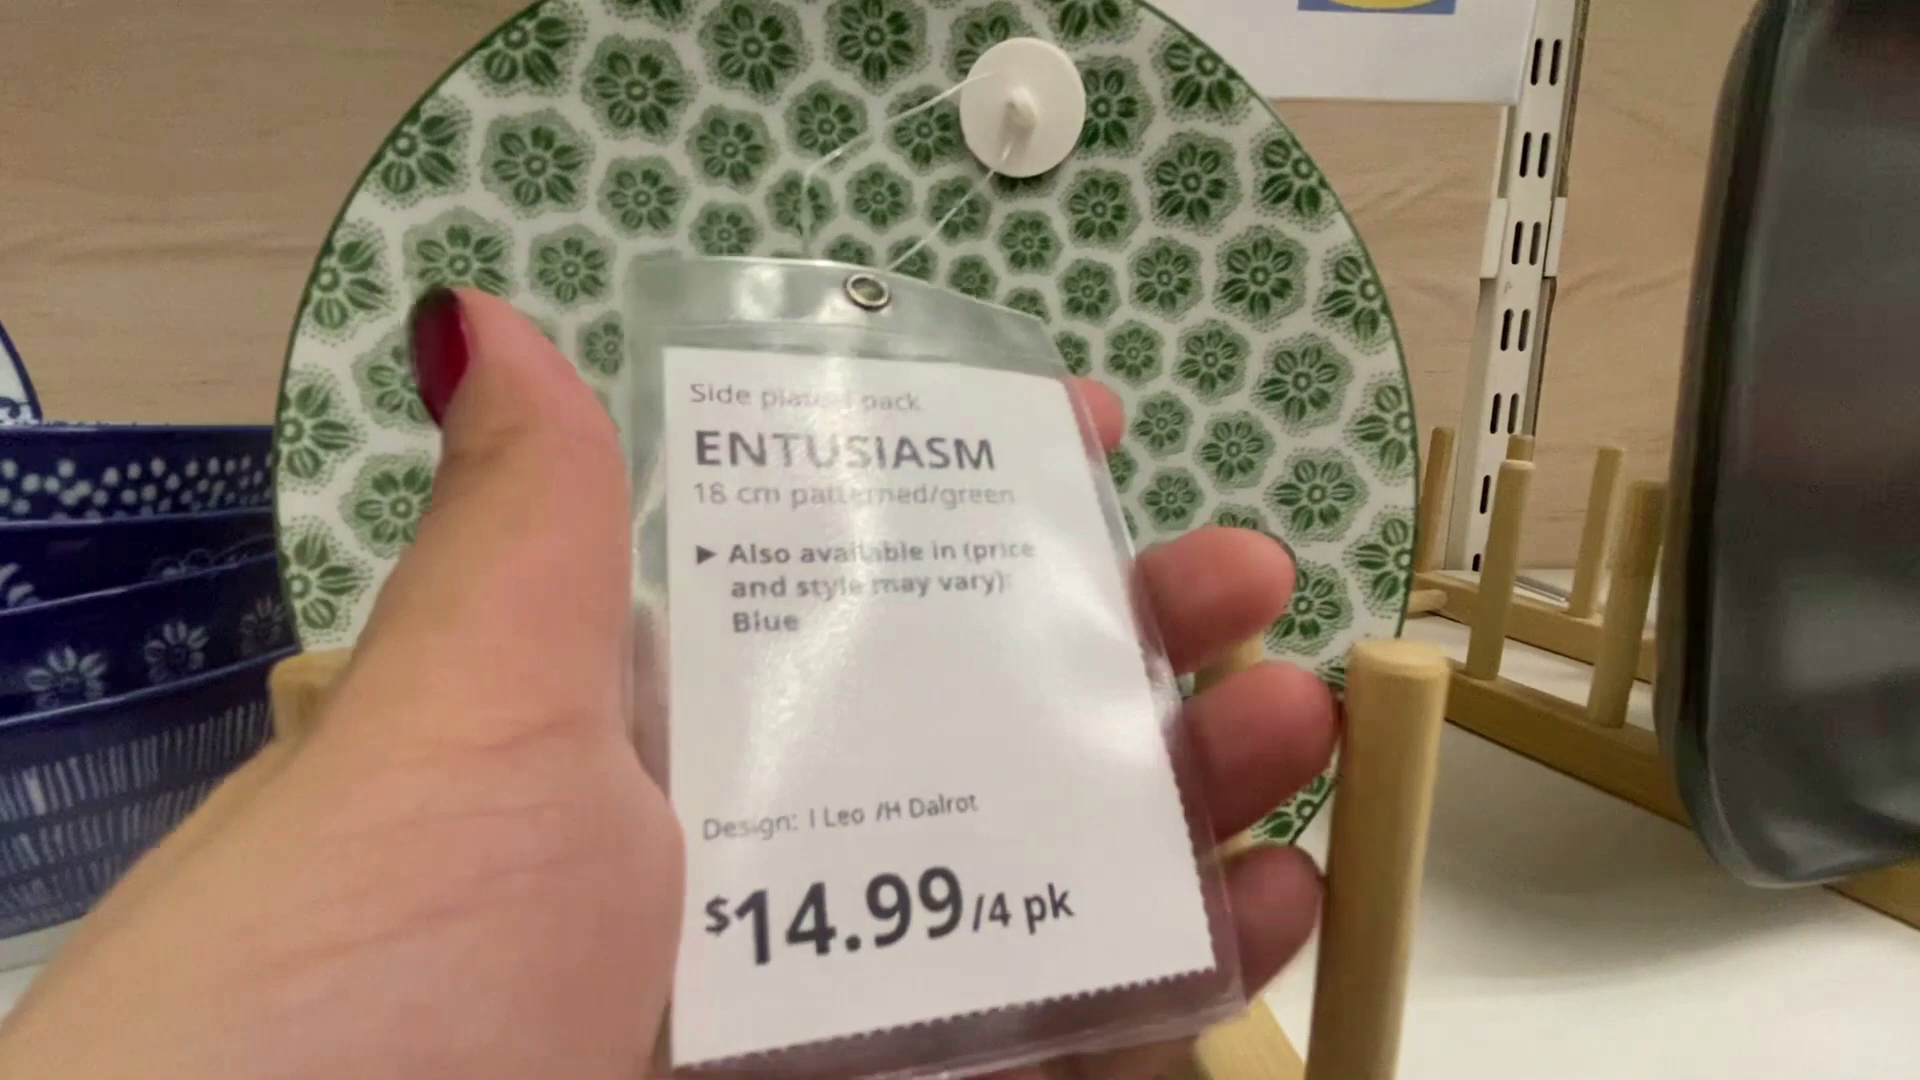 Side plate 4 pack
ENTUSIASM
18 cm patterned/green
▶ Also available in (price
and style may vary):
Blue
Design: I Leo /H Dalrot
$14.99/4 pk